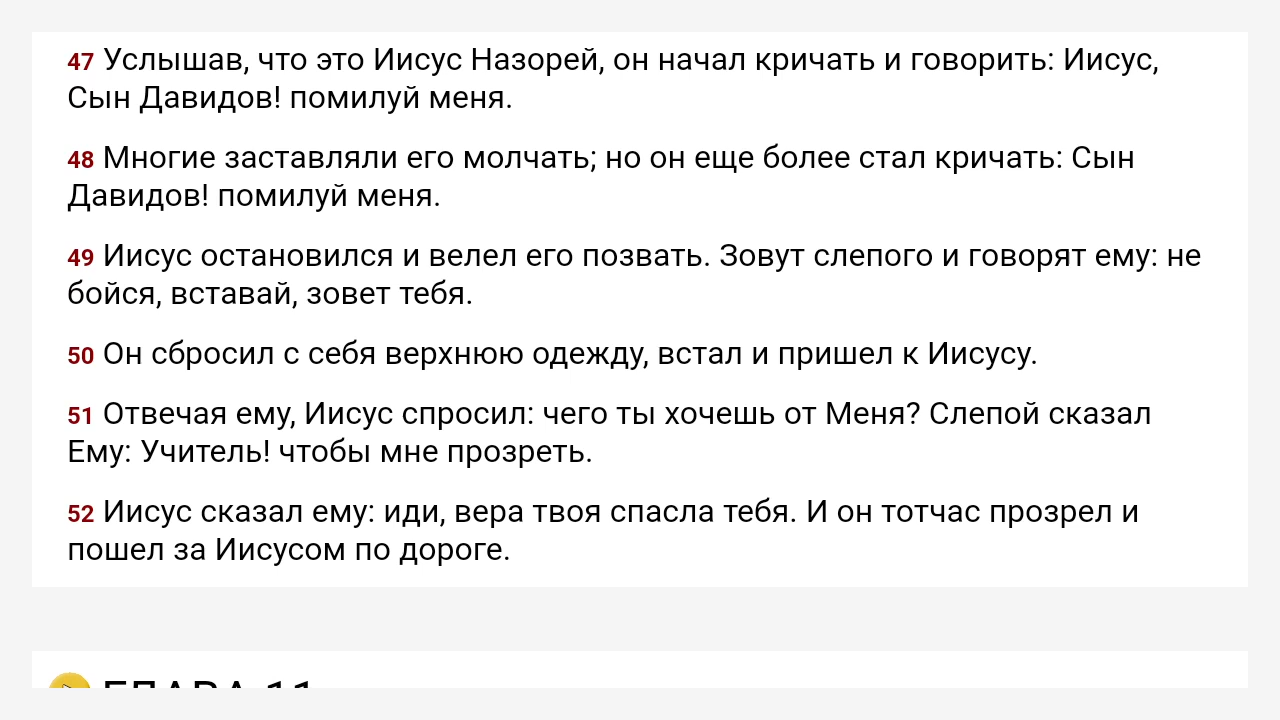 47 Услышав, что это Иисус Назорей, он начал кричать и говорить: Иисус,
Сын Давидов! помилуй меня.
48 Многие заставляли его молчать; но он еще более стал кричать: Сын
Давидов! помилуй меня.
49 Иисус остановился и велел его позвать. Зовут слепого и говорят ему: не
бойся, вставай, зовет тебя.
50 Он сбросил с себя верхнюю одежду, встал и пришел к Иисусу.
51 Отвечая ему, Иисус спросил: чего ты хочешь от Меня? Слепой сказал
Ему: Учитель! чтобы мне прозреть.
52 Иисус сказал ему: иди, вера твоя спасла тебя. И он тотчас прозрел и
пошел за Иисусом по дороге.
ГЛАВА 11